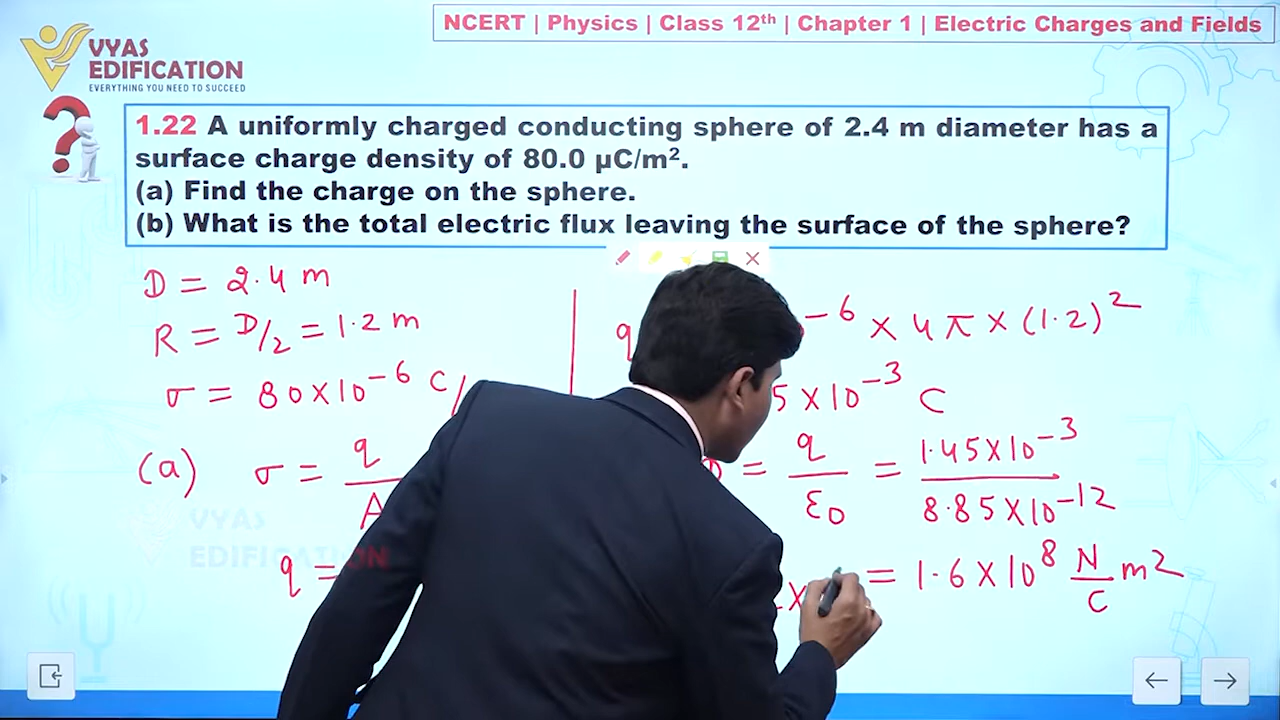 NCERT | Physics | Class 12th | Chapter 1 | Electric Charges and Fields
VYAS
EDIFICATION
EVERYTHING YOU NEED TO SUCCEED
1.22 A uniformly charged conducting sphere of 2.4 m diameter has a
surface charge density of 80.0 µC/m².
(a) Find the charge on the sphere.
(b) What is the total electric flux leaving the surface of the sphere?
D = 2.4 m
R = D/2 = 1.2 m
σ = 80×10⁻⁶ C/
(a) σ = q/A
q =
q
⁻⁶ × 4π × (1.2)²
5 × 10⁻³ C
= q/ε₀ = 1.45×10⁻³/8.85×10⁻¹²
= 1.6 × 10⁸ N/C m²
VYAS
EDIFICATION